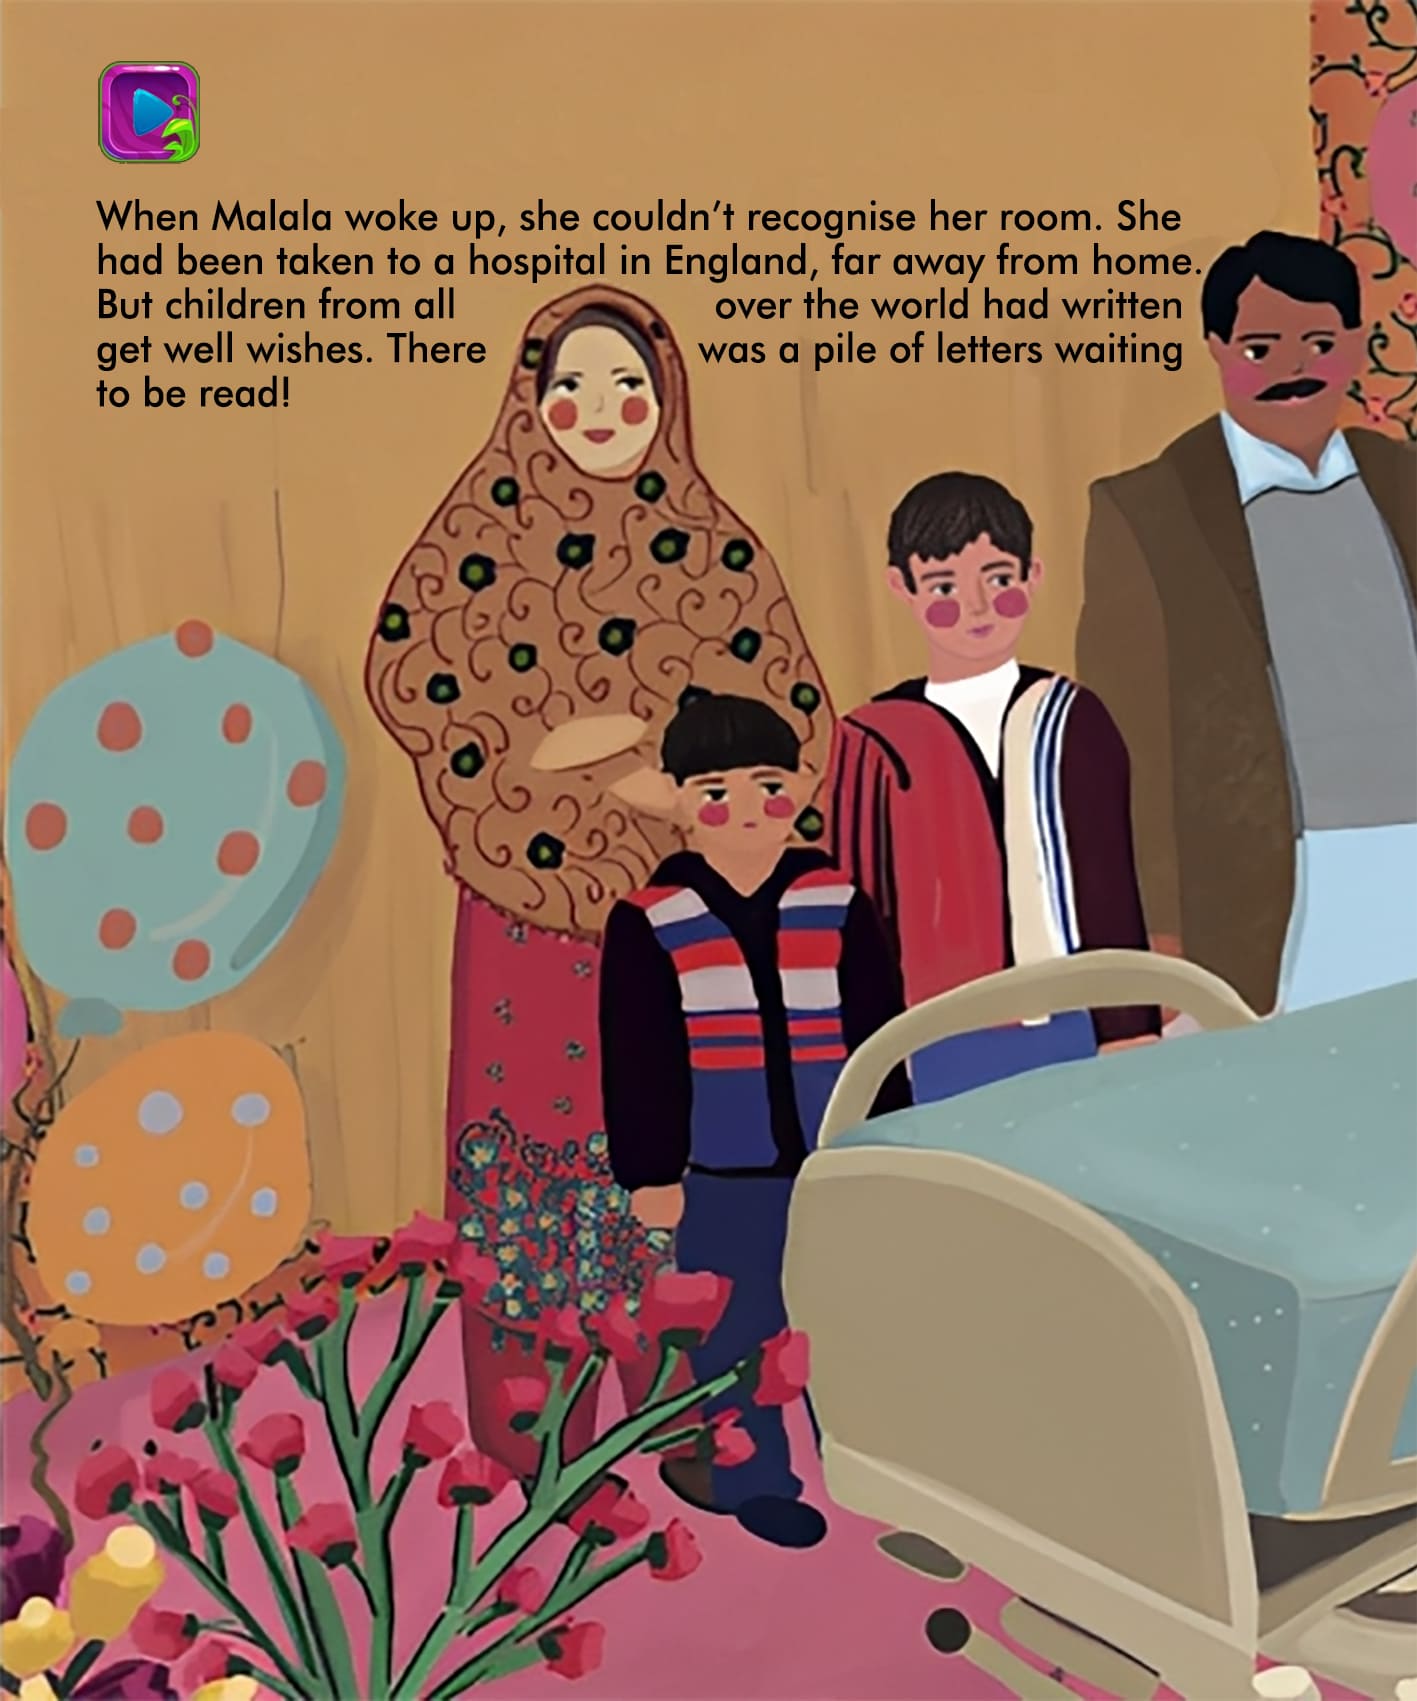 When Malala woke up, she couldn’t recognise her room. She
had been taken to a hospital in England, far away from home.
But children from all over the world had written
get well wishes. There was a pile of letters waiting
to be read!